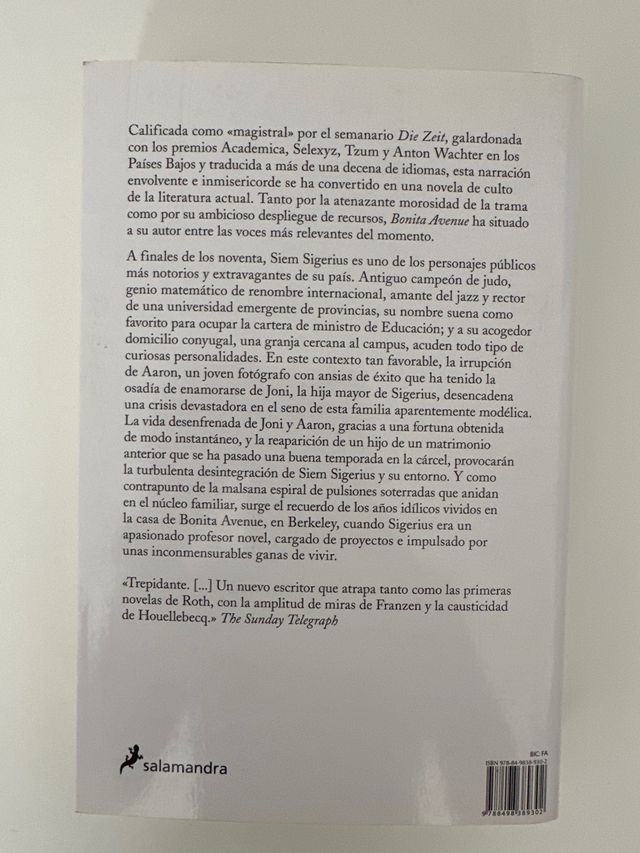 Calificada como «magistral» por el semanario Die Zeit, galardonada
con los premios Academica, Selexyz, Tzum y Anton Wachter en los
Países Bajos y traducida a más de una decena de idiomas, esta narración
envolvente e inmisericorde se ha convertido en una novela de culto
de la literatura actual. Tanto por la atenazante morosidad de la trama
como por su ambicioso despliegue de recursos, Bonita Avenue ha situado
a su autor entre las voces más relevantes del momento.
A finales de los noventa, Siem Sigerius es uno de los personajes públicos
más notorios y extravagantes de su país. Antiguo campeón de judo,
genio matemático de renombre internacional, amante del jazz y rector
de una universidad emergente de provincias, su nombre suena como
favorito para ocupar la cartera de ministro de Educación; y a su acogedor
domicilio conyugal, una granja cercana al campus, acuden todo tipo de
curiosas personalidades. En este contexto tan favorable, la irrupción
de Aaron, un joven fotógrafo con ansias de éxito que ha tenido la
osadía de enamorarse de Joni, la hija mayor de Sigerius, desencadena
una crisis devastadora en el seno de esta familia aparentemente modélica.
La vida desenfrenada de Joni y Aaron, gracias a una fortuna obtenida
de modo instantáneo, y la reaparición de un hijo de un matrimonio
anterior que se ha pasado una buena temporada en la cárcel, provocarán
la turbulenta desintegración de Siem Sigerius y su entorno. Y como
contrapunto de la malsana espiral de pulsiones soterradas que anidan
en el núcleo familiar, surge el recuerdo de los años idílicos vividos en
la casa de Bonita Avenue, en Berkeley, cuando Sigerius era un
apasionado profesor novel, cargado de proyectos e impulsado por
unas inconmensurables ganas de vivir.
«Trepidante. [...] Un nuevo escritor que atrapa tanto como las primeras
novelas de Roth, con la amplitud de miras de Franzen y la causticidad
de Houellebecq.» The Sunday Telegraph
salamandra
BIC: FA
ISBN 978-84-9838-930-2
9788498389302